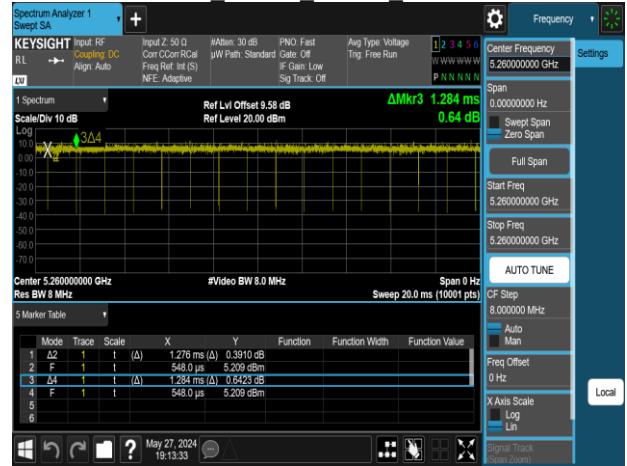 Spectrum Analyzer 1
Swept SA
Frequency
KEYSIGHT Input: RF
RL Coupling: DC
Align: Auto
LXI
Input Z: 50 Ω
Corr CCorr RCal
Freq Ref: Int (S)
NFE: Adaptive
#Atten: 30 dB
µW Path: Standard
PNO: Fast
Gate: Off
IF Gain: Low
Sig Track: Off
Avg Type: Voltage
Trig: Free Run
1 2 3 4 5 6
W W W W W W
P N N N N N
1 Spectrum
Scale/Div 10 dB
Ref Lvl Offset 9.58 dB
Ref Level 20.00 dBm
ΔMkr3 1.284 ms
0.64 dB
Log
3Δ4
10.0
0.00
-10.0
-20.0
-30.0
-40.0
-50.0
-60.0
-70.0
Center 5.260000000 GHz
#Video BW 8.0 MHz
Span 0 Hz
Res BW 8 MHz
Sweep 20.0 ms (10001 pts)
5 Marker Table
Mode Trace Scale X Y Function Function Width Function Value
1 Δ2 1 t (Δ) 1.276 ms (Δ) 0.3910 dB
2 F 1 t 548.0 µs 5.209 dBm
3 Δ4 1 t (Δ) 1.284 ms (Δ) 0.6423 dB
4 F 1 t 548.0 µs 5.209 dBm
5
6
May 27, 2024
19:13:33
Center Frequency
5.260000000 GHz
Settings
Span
0.00000000 Hz
Swept Span
Zero Span
Full Span
Start Freq
5.260000000 GHz
Stop Freq
5.260000000 GHz
AUTO TUNE
CF Step
8.000000 MHz
Auto
Man
Freq Offset
0 Hz
X Axis Scale
Log
Lin
Local
Signal Track
(Span Zoom)